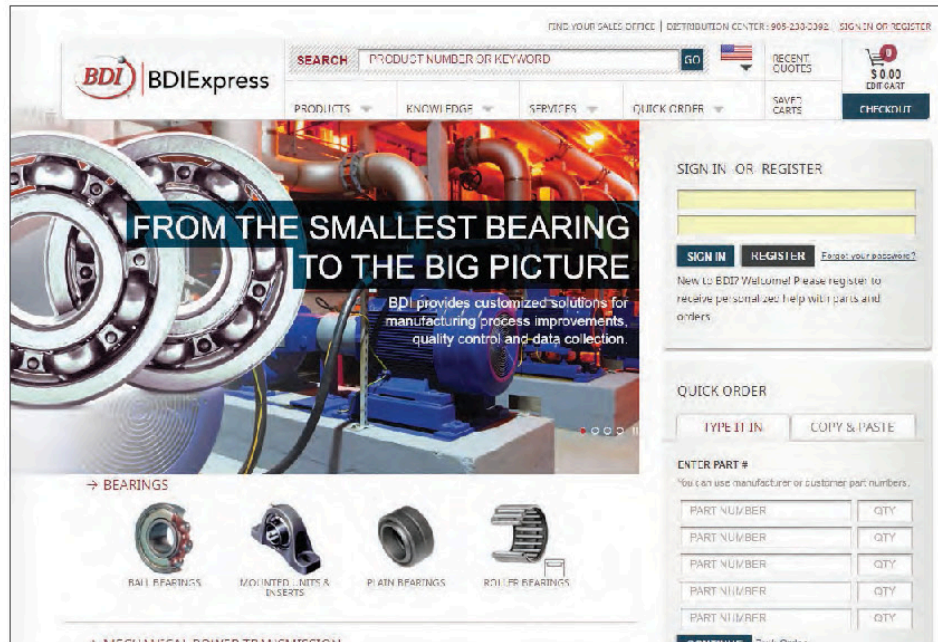 FIND YOUR SALES OFFICE | DISTRIBUTION CENTER: 905-238-3392 SIGN IN OR REGISTER
BDI BDIExpress
SEARCH PRODUCT NUMBER OR KEYWORD GO
RECENT QUOTES
0
$ 0.00
EDIT CART
PRODUCTS KNOWLEDGE SERVICES QUICK ORDER
SAVED CARTS
CHECKOUT
FROM THE SMALLEST BEARING
TO THE BIG PICTURE
BDI provides customized solutions for
manufacturing process improvements,
quality control and data collection.
SIGN IN OR REGISTER
SIGN IN REGISTER Forgot your password?
New to BDI? Welcome! Please register to
receive personalized help with parts and
orders
QUICK ORDER
TYPE IT IN COPY & PASTE
ENTER PART #
You can use manufacturer or customer part numbers.
PART NUMBER QTY
PART NUMBER QTY
PART NUMBER QTY
PART NUMBER QTY
PART NUMBER QTY
→ BEARINGS
BALL BEARINGS
MOUNTED UNITS &
INSERTS
PLAIN BEARINGS
ROLLER BEARINGS
→ MECHANICAL POWER TRANSMISSION
CONTINUE